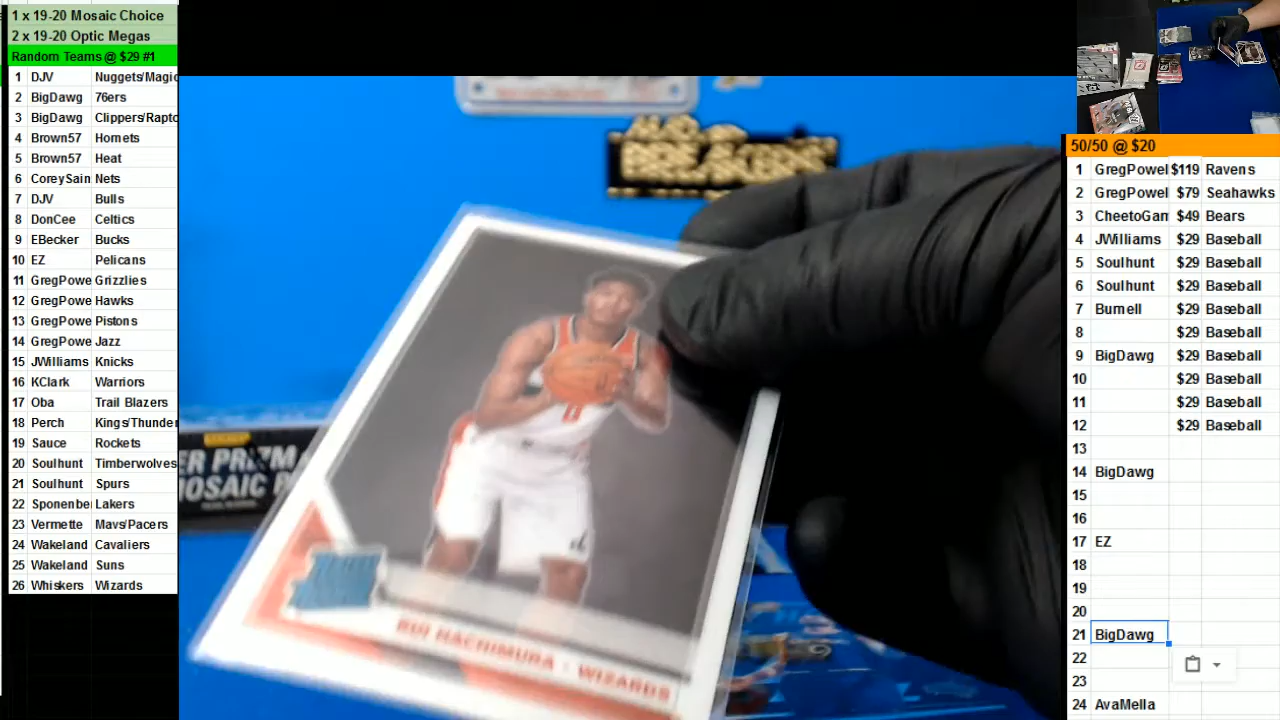 1 x 19-20 Mosaic Choice
2 x 19-20 Optic Megas
Random Teams @ $29 #1
1 DJV Nuggets/Magic
2 BigDawg 76ers
3 BigDawg Clippers/Rapto
4 Brown57 Hornets
5 Brown57 Heat
6 CoreySain Nets
7 DJV Bulls
8 DonCee Celtics
9 EBecker Bucks
10 EZ Pelicans
11 GregPowe Grizzlies
12 GregPowe Hawks
13 GregPowe Pistons
14 GregPowe Jazz
15 JWilliams Knicks
16 KClark Warriors
17 Oba Trail Blazers
18 Perch Kings/Thunder
19 Sauce Rockets
20 Soulhunt Timberwolves
21 Soulhunt Spurs
22 Sponenbe Lakers
23 Vermette Mavs/Pacers
24 Wakeland Cavaliers
25 Wakeland Suns
26 Whiskers Wizards
BREAKERS
ER PRIZM
MOSAIC
RUI HACHIMURA - WIZARDS
50/50 @ $20
1 GregPowel $119 Ravens
2 GregPowel $79 Seahawks
3 CheetoGam $49 Bears
4 JWilliams $29 Baseball
5 Soulhunt $29 Baseball
6 Soulhunt $29 Baseball
7 Burnell $29 Baseball
8 $29 Baseball
9 BigDawg $29 Baseball
10 $29 Baseball
11 $29 Baseball
12 $29 Baseball
13
14 BigDawg
15
16
17 EZ
18
19
20
21 BigDawg
22
23
24 AvaMella